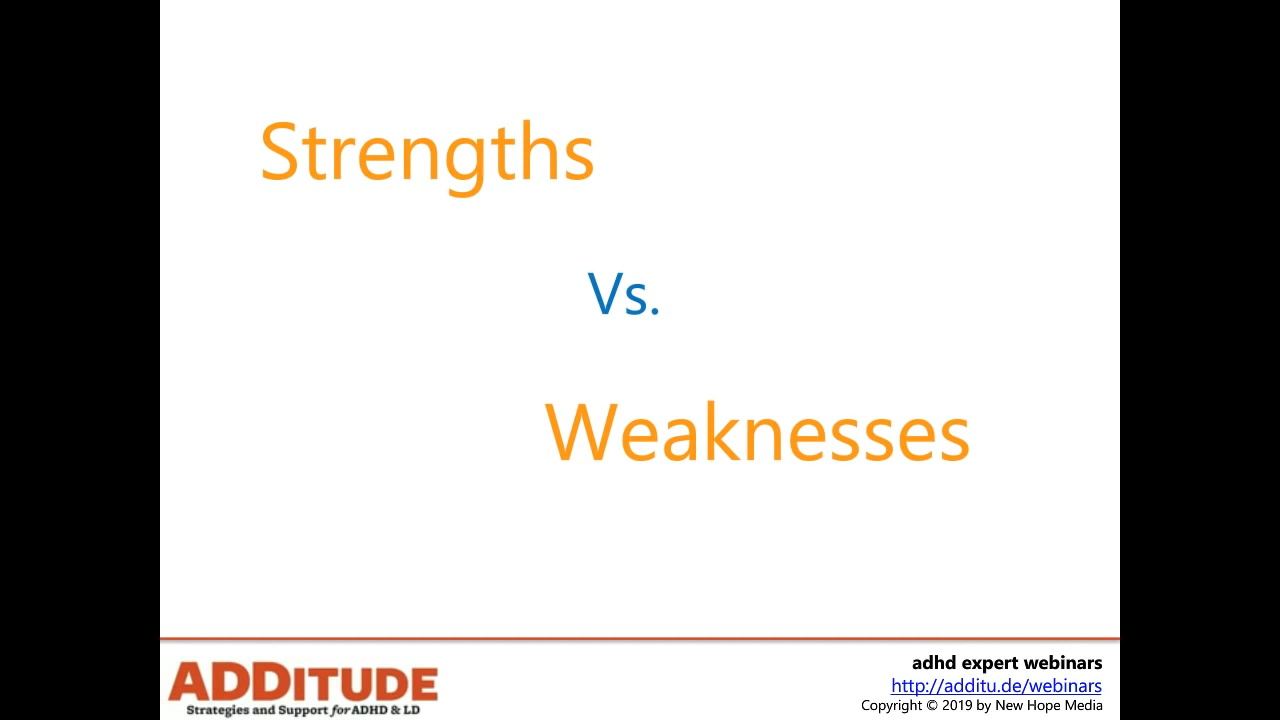 Strengths
Vs.
Weaknesses
ADDITUDE
Strategies and Support for ADHD & LD
adhd expert webinars
http://additu.de/webinars
Copyright © 2019 by New Hope Media